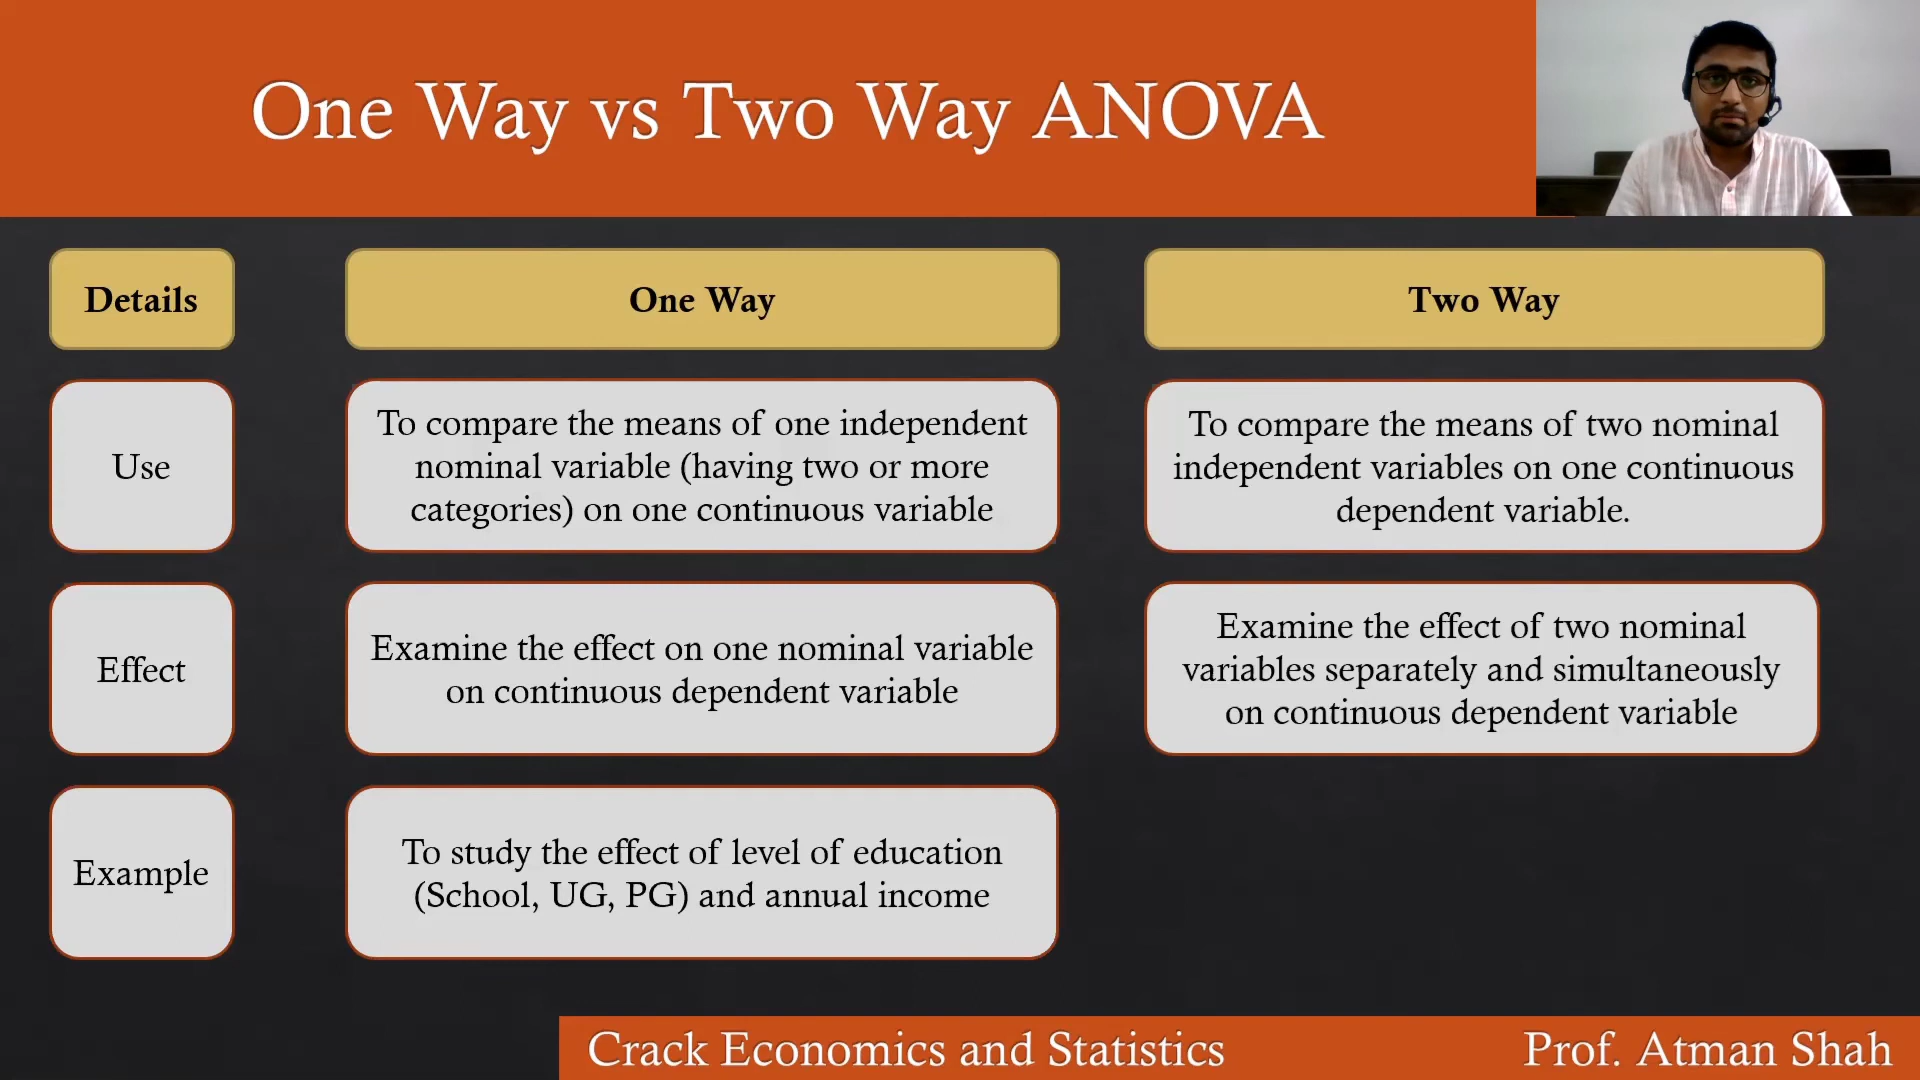 One Way vs Two Way ANOVA
Details
One Way
Two Way
Use
To compare the means of one independent
nominal variable (having two or more
categories) on one continuous variable
To compare the means of two nominal
independent variables on one continuous
dependent variable.
Effect
Examine the effect on one nominal variable
on continuous dependent variable
Examine the effect of two nominal
variables separately and simultaneously
on continuous dependent variable
Example
To study the effect of level of education
(School, UG, PG) and annual income
Crack Economics and Statistics
Prof. Atman Shah